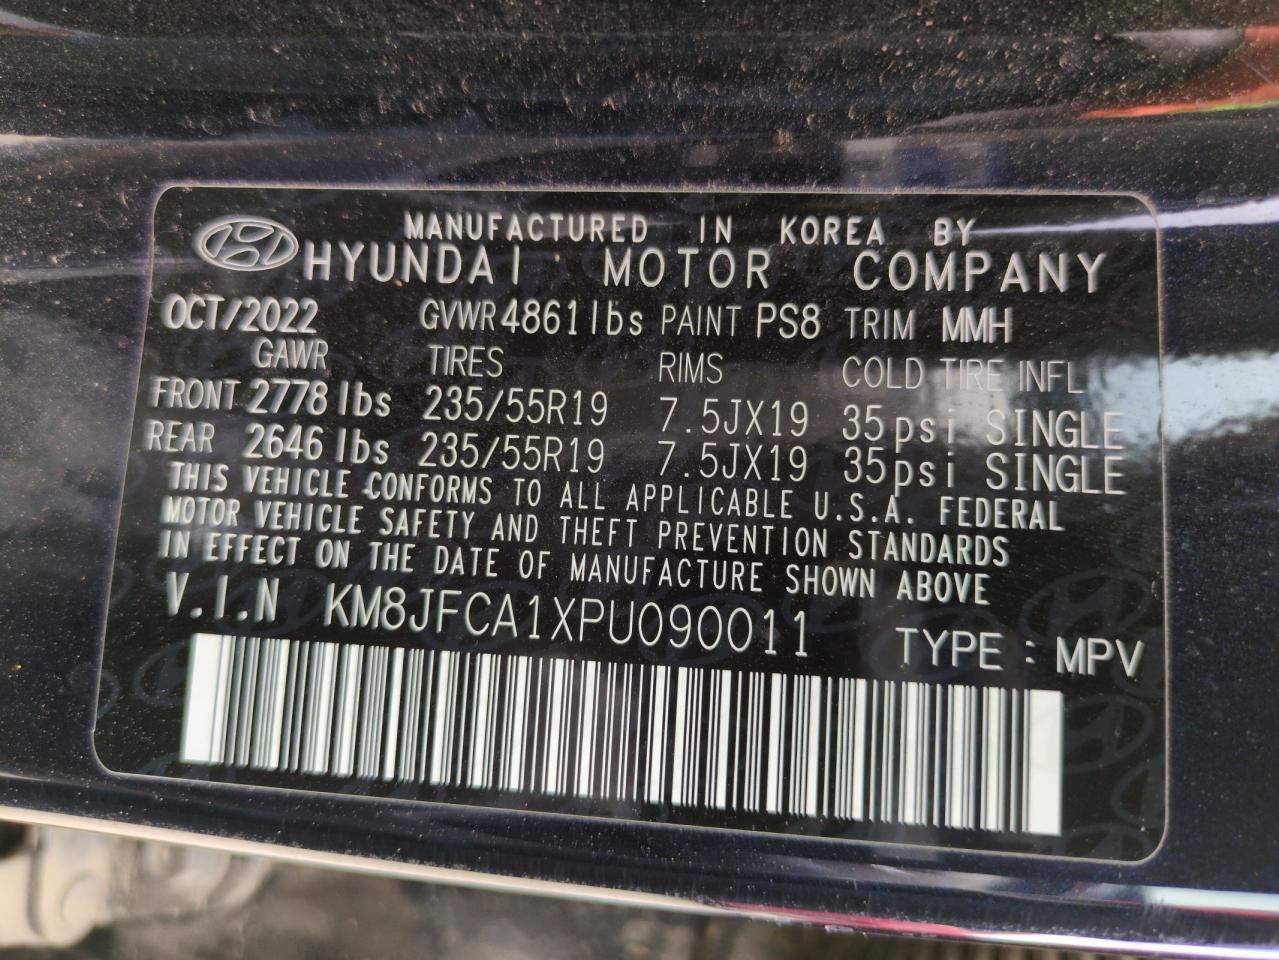 MANUFACTURED IN KOREA BY
HYUNDAI MOTOR COMPANY
OCT/2022 GVWR 4861lbs PAINT PS8 TRIM MMH
GAWR TIRES RIMS COLD TIRE INFL
FRONT 2778 lbs 235/55R19 7.5JX19 35psi SINGLE
REAR 2646 lbs 235/55R19 7.5JX19 35psi SINGLE
THIS VEHICLE CONFORMS TO ALL APPLICABLE U.S.A. FEDERAL
MOTOR VEHICLE SAFETY AND THEFT PREVENTION STANDARDS
IN EFFECT ON THE DATE OF MANUFACTURE SHOWN ABOVE
V.I.N KM8JFCA1XPU090011 TYPE : MPV